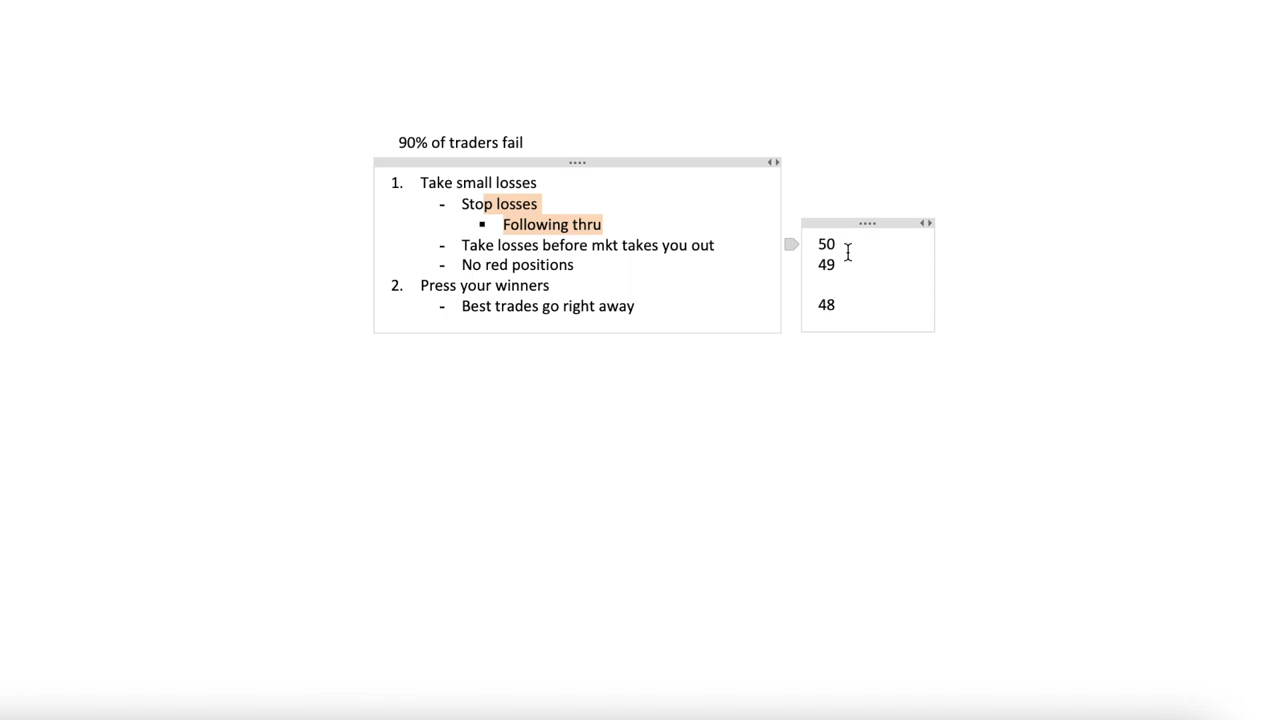 90% of traders fail
1. Take small losses
- Stop losses
▪ Following thru
- Take losses before mkt takes you out
- No red positions
2. Press your winners
- Best trades go right away
50
49
48